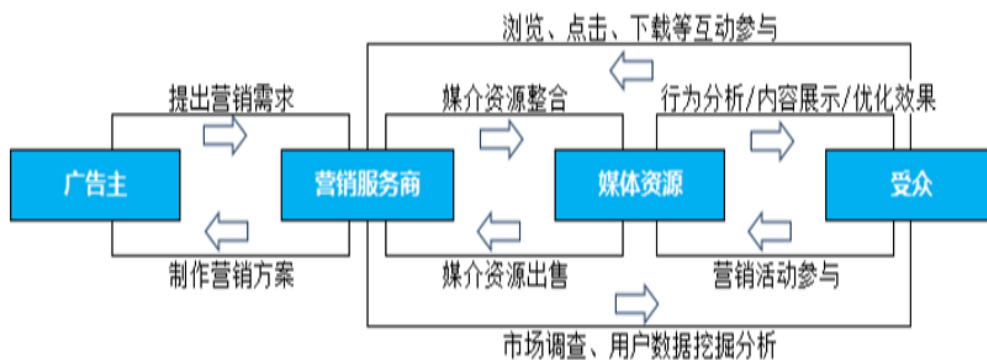 浏览、点击、下载等互动参与
提出营销需求
媒介资源整合
行为分析/内容展示/优化效果
广告主
营销服务商
媒体资源
受众
制作营销方案
媒介资源出售
营销活动参与
市场调查、用户数据挖掘分析